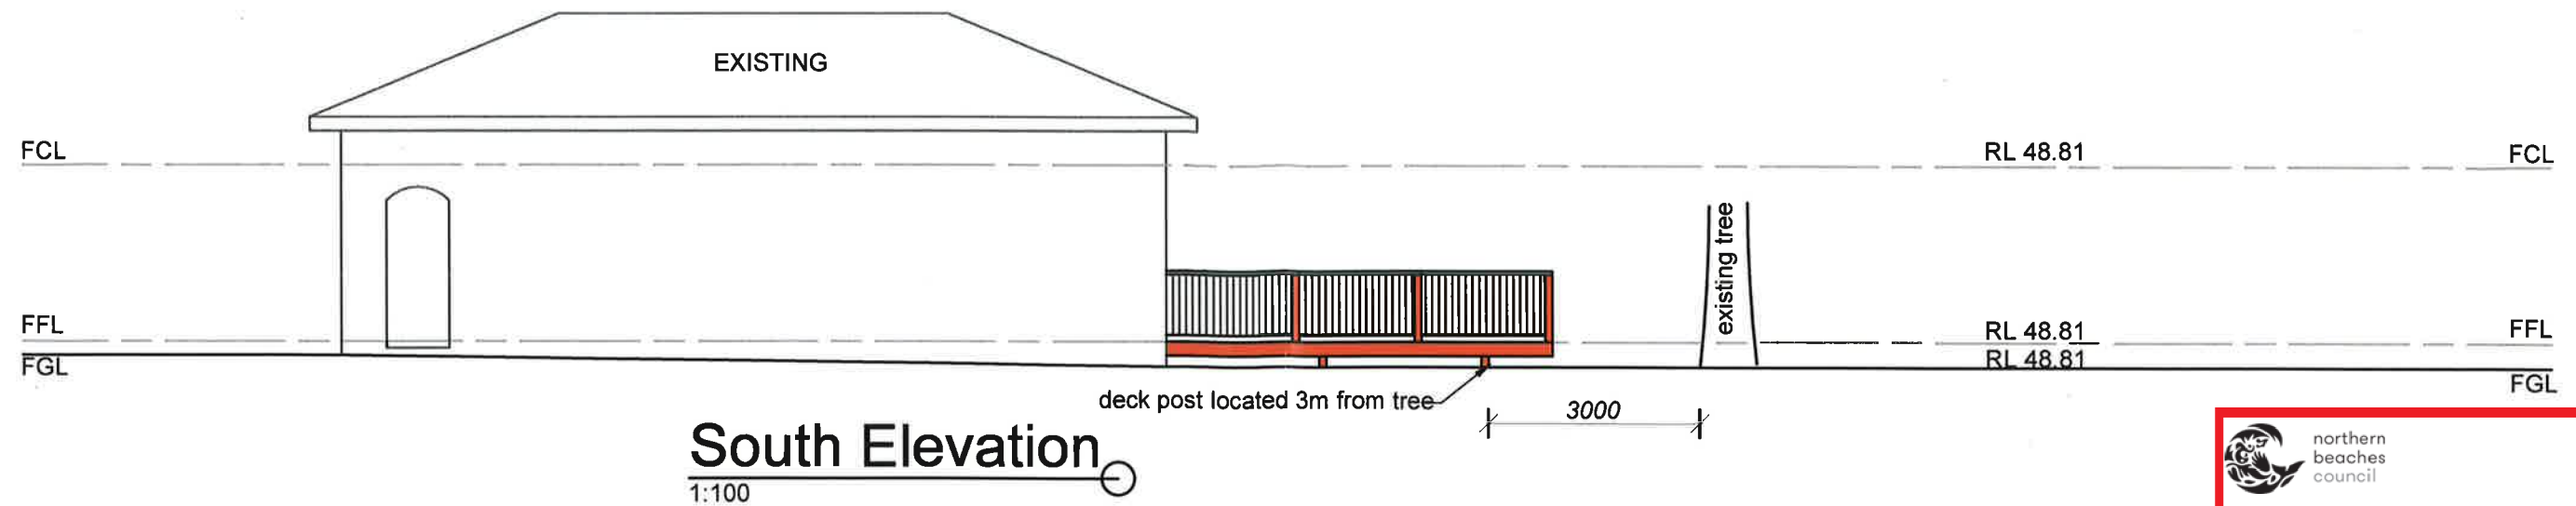 EXISTING
FCL
RL 48.81
FCL
existing tree
FFL
RL 48.81
FFL
FGL
RL 48.81
FGL
deck post located 3m from tree
3000
South Elevation
1:100
northern
beaches
council